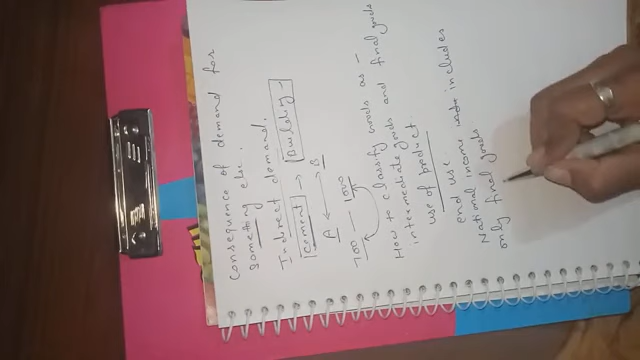 Consequence of demand for
something else.
Indirect demand.
Cement → Building →
A ↔ B
700 — 1000
How to classify goods as –
intermediate goods and final goods
use of product.
end use
National income includes
only final goods